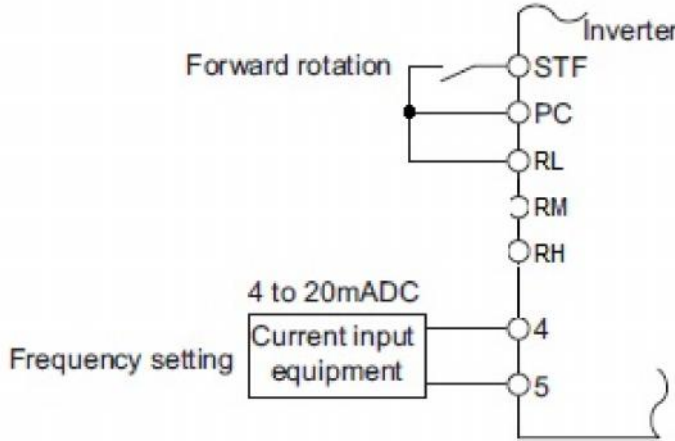 Inverter
Forward rotation
STF
PC
RL
RM
RH
4 to 20mADC
4
Current input
Frequency setting
equipment
5